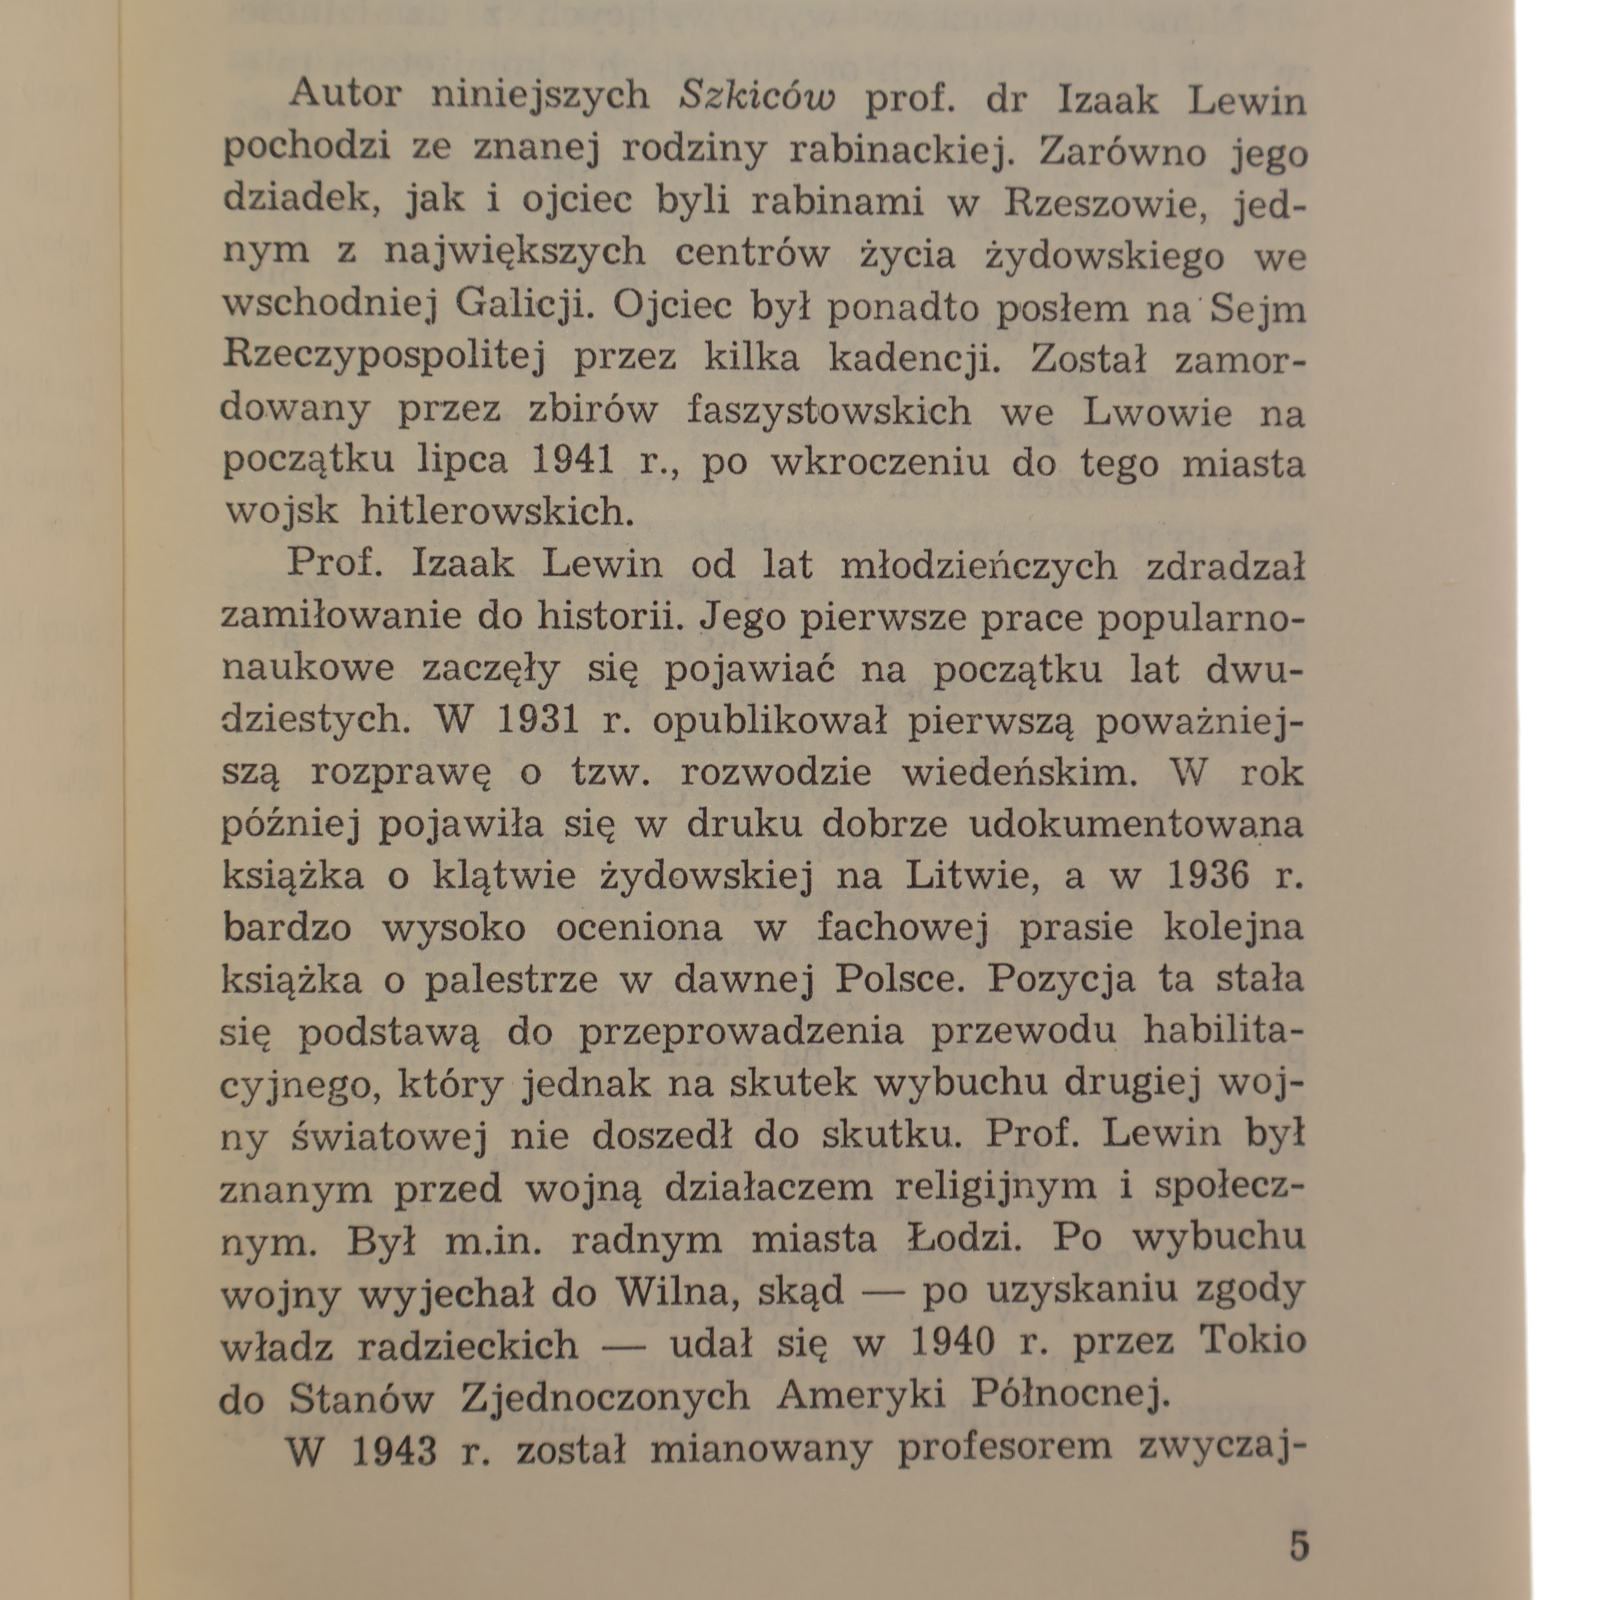 Autor niniejszych Szkiców prof. dr Izaak Lewin
pochodzi ze znanej rodziny rabinackiej. Zarówno jego
dziadek, jak i ojciec byli rabinami w Rzeszowie, jed-
nym z największych centrów życia żydowskiego we
wschodniej Galicji. Ojciec był ponadto posłem na Sejm
Rzeczypospolitej przez kilka kadencji. Został zamor-
dowany przez zbirów faszystowskich we Lwowie na
początku lipca 1941 r., po wkroczeniu do tego miasta
wojsk hitlerowskich.
Prof. Izaak Lewin od lat młodzieńczych zdradzał
zamiłowanie do historii. Jego pierwsze prace popularno-
naukowe zaczęły się pojawiać na początku lat dwu-
dziestych. W 1931 r. opublikował pierwszą poważniej-
szą rozprawę o tzw. rozwodzie wiedeńskim. W rok
później pojawiła się w druku dobrze udokumentowana
książka o klątwie żydowskiej na Litwie, a w 1936 r.
bardzo wysoko oceniona w fachowej prasie kolejna
książka o palestrze w dawnej Polsce. Pozycja ta stała
się podstawą do przeprowadzenia przewodu habilita-
cyjnego, który jednak na skutek wybuchu drugiej woj-
ny światowej nie doszedł do skutku. Prof. Lewin był
znanym przed wojną działaczem religijnym i społecz-
nym. Był m.in. radnym miasta Łodzi. Po wybuchu
wojny wyjechał do Wilna, skąd — po uzyskaniu zgody
władz radzieckich — udał się w 1940 r. przez Tokio
do Stanów Zjednoczonych Ameryki Północnej.
W 1943 r. został mianowany profesorem zwyczaj-
5